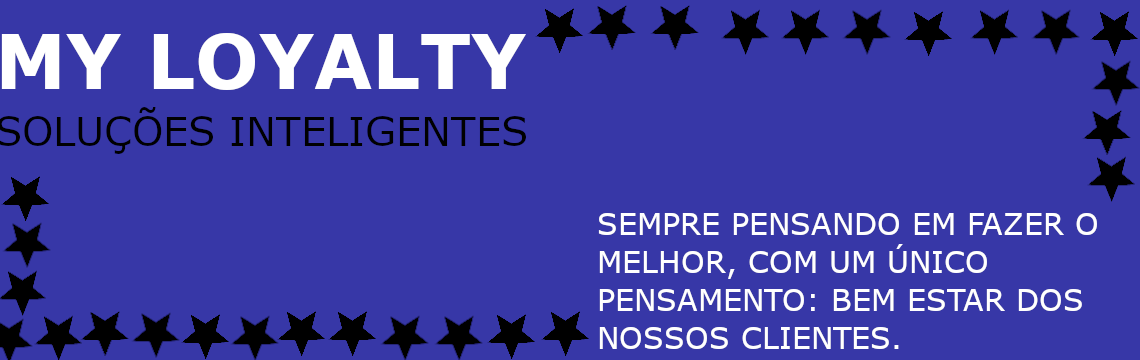 MY LOYALTY
SOLUÇÕES INTELIGENTES
SEMPRE PENSANDO EM FAZER O
MELHOR, COM UM ÚNICO
PENSAMENTO: BEM ESTAR DOS
NOSSOS CLIENTES.